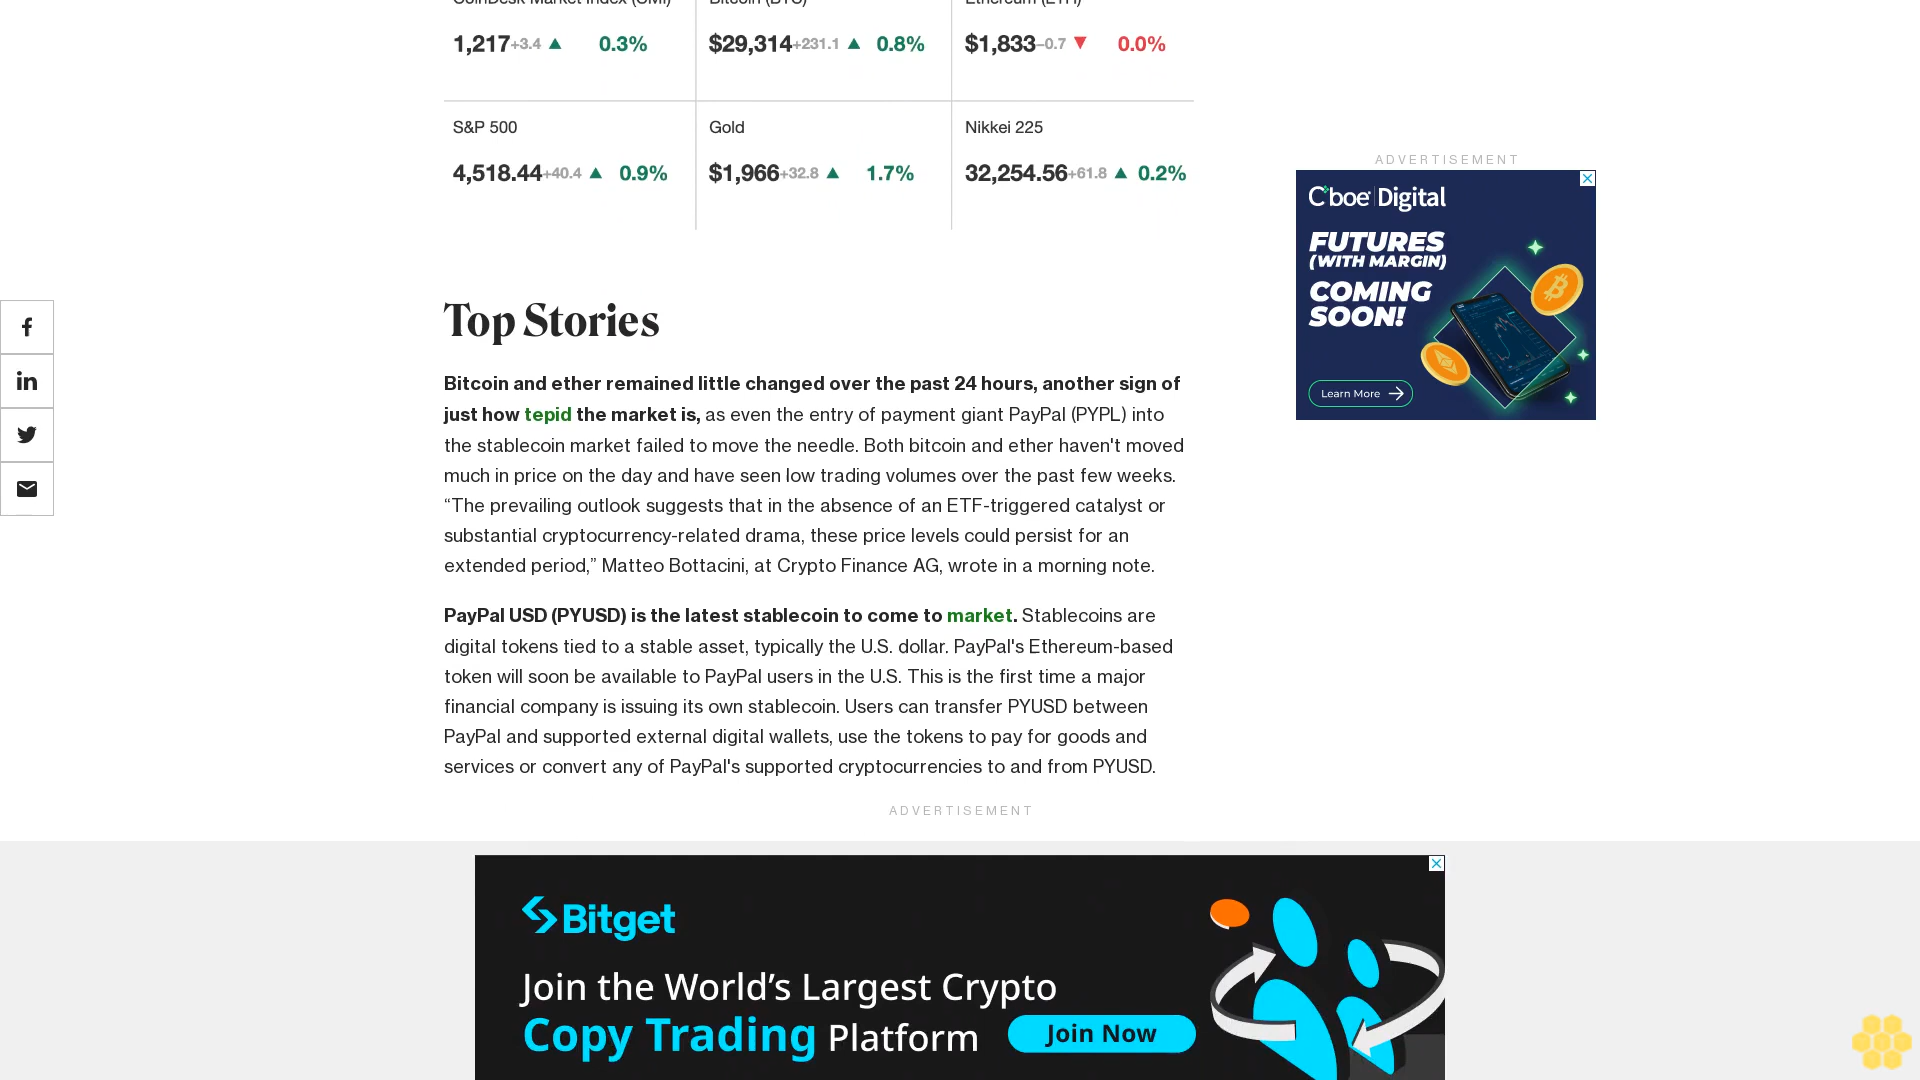 CoinDesk Market Index (CMI)
Bitcoin (BTC)
Ethereum (ETH)
1,217+3.4 ▲ 0.3%
$29,314+231.1 ▲ 0.8%
$1,833−0.7 ▼ 0.0%
S&P 500
Gold
Nikkei 225
4,518.44+40.4 ▲ 0.9%
$1,966+32.8 ▲ 1.7%
32,254.56+61.8 ▲ 0.2%
Top Stories
Bitcoin and ether remained little changed over the past 24 hours, another sign of
just how tepid the market is, as even the entry of payment giant PayPal (PYPL) into
the stablecoin market failed to move the needle. Both bitcoin and ether haven't moved
much in price on the day and have seen low trading volumes over the past few weeks.
“The prevailing outlook suggests that in the absence of an ETF-triggered catalyst or
substantial cryptocurrency-related drama, these price levels could persist for an
extended period,” Matteo Bottacini, at Crypto Finance AG, wrote in a morning note.
PayPal USD (PYUSD) is the latest stablecoin to come to market. Stablecoins are
digital tokens tied to a stable asset, typically the U.S. dollar. PayPal's Ethereum-based
token will soon be available to PayPal users in the U.S. This is the first time a major
financial company is issuing its own stablecoin. Users can transfer PYUSD between
PayPal and supported external digital wallets, use the tokens to pay for goods and
services or convert any of PayPal's supported cryptocurrencies to and from PYUSD.
ADVERTISEMENT
Cboe Digital
FUTURES
(WITH MARGIN)
COMING
SOON!
Learn More →
ADVERTISEMENT
Bitget
Join the World’s Largest Crypto
Copy Trading Platform
Join Now